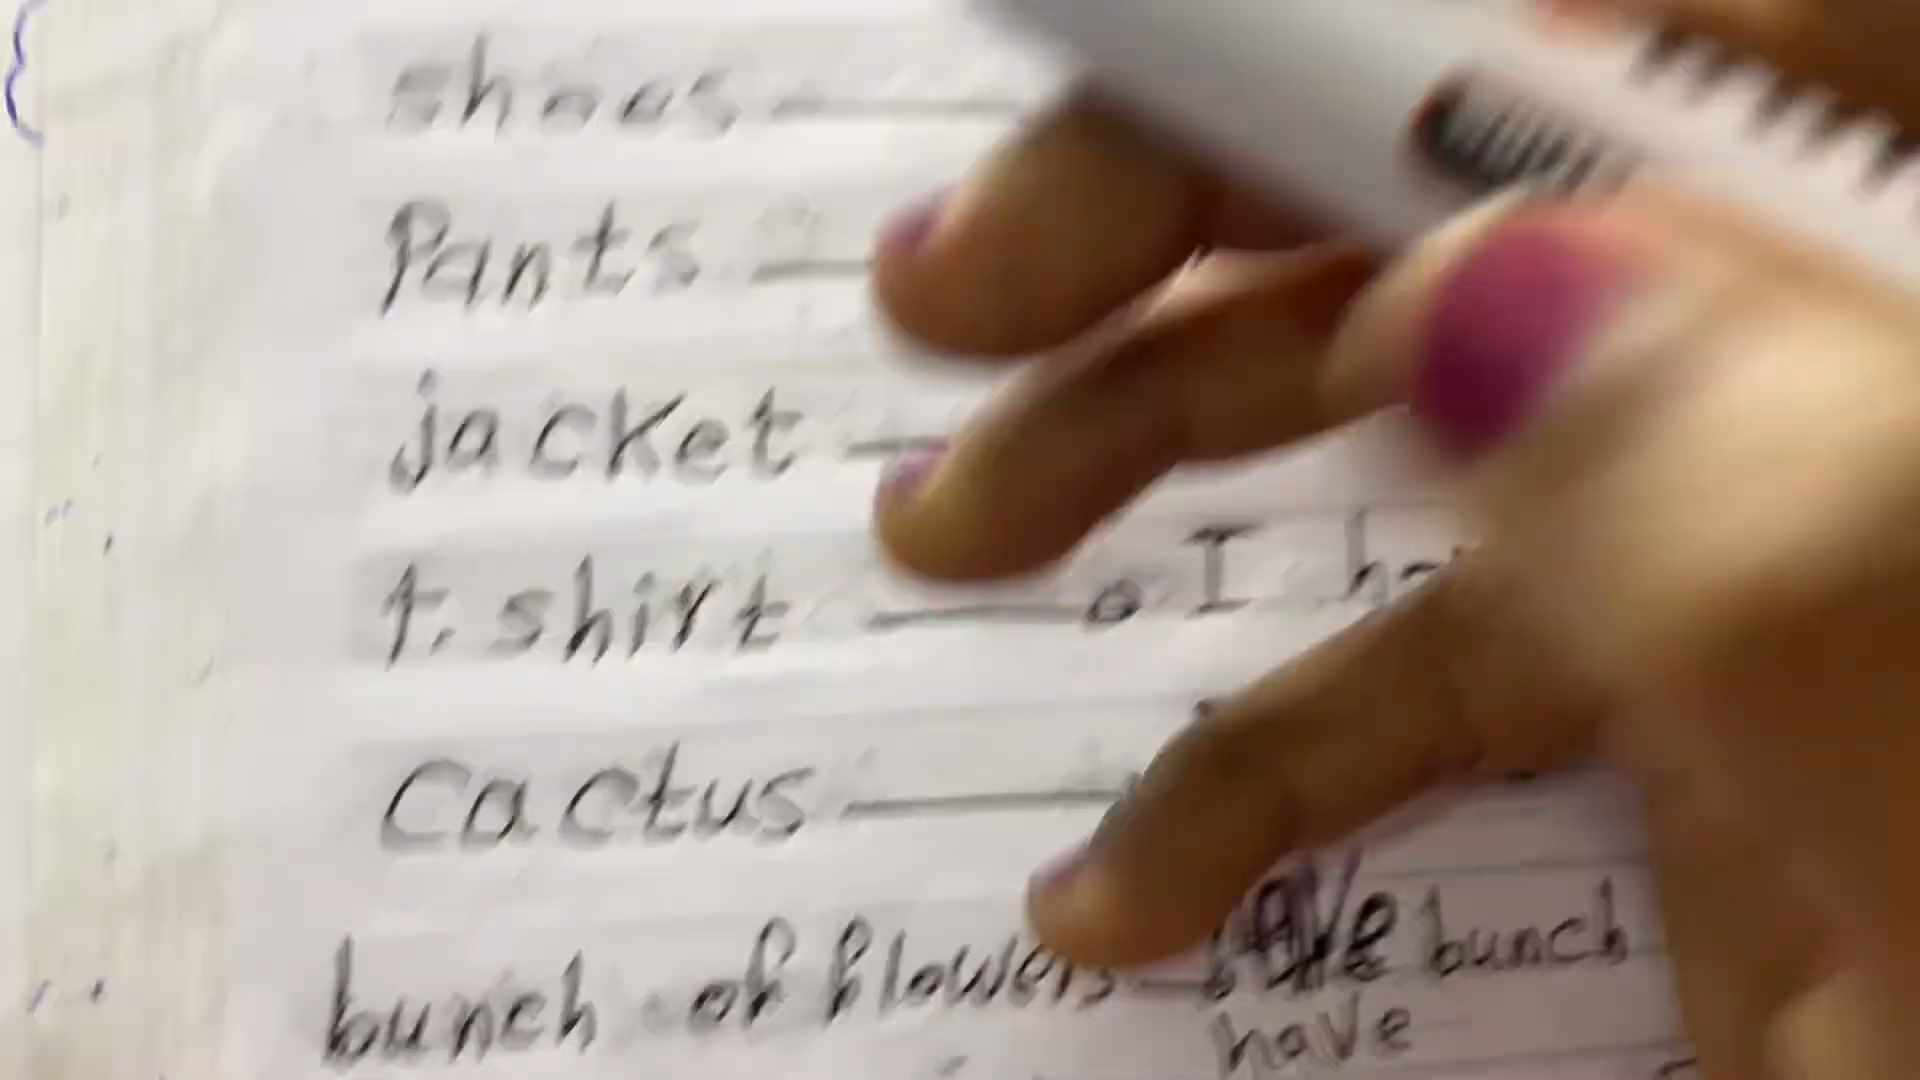 shoes
Pants
jacket
t. shirt I
Cactus
bunch of flowers bunch
have